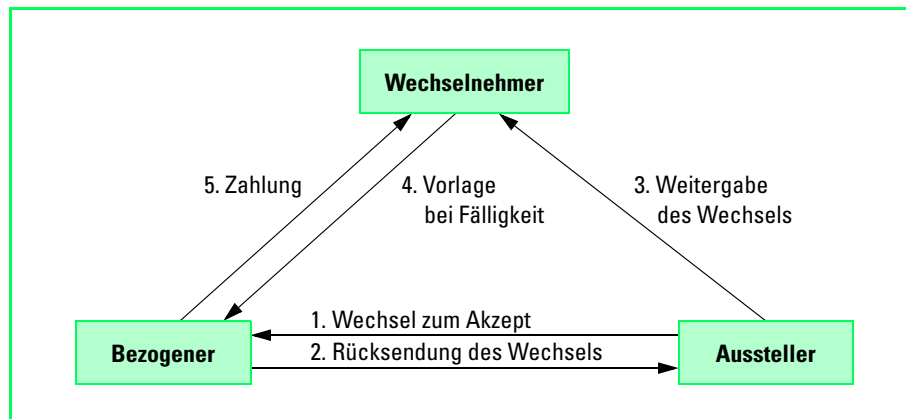 Wechselnehmer
5. Zahlung
4. Vorlage
bei Fälligkeit
3. Weitergabe
des Wechsels
1. Wechsel zum Akzept
Bezogener
2. Rücksendung des Wechsels
Aussteller